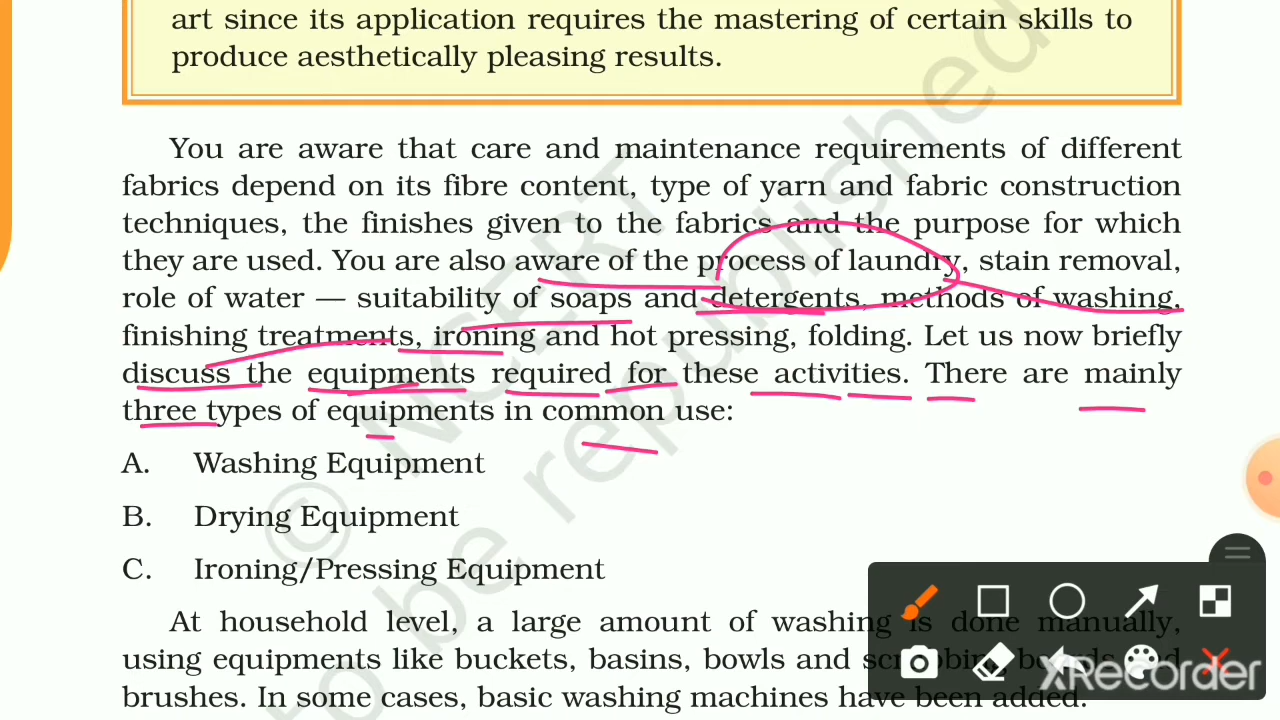 art since its application requires the mastering of certain skills to
produce aesthetically pleasing results.
You are aware that care and maintenance requirements of different
fabrics depend on its fibre content, type of yarn and fabric construction
techniques, the finishes given to the fabrics and the purpose for which
they are used. You are also aware of the process of laundry, stain removal,
role of water — suitability of soaps and detergents, methods of washing,
finishing treatments, ironing and hot pressing, folding. Let us now briefly
discuss the equipments required for these activities. There are mainly
three types of equipments in common use:
A. Washing Equipment
B. Drying Equipment
C. Ironing/Pressing Equipment
At household level, a large amount of washing is done manually,
using equipments like buckets, basins, bowls and scrubbing boards and
brushes. In some cases, basic washing machines have been added.
© NCERT
to be republished
XRecorder